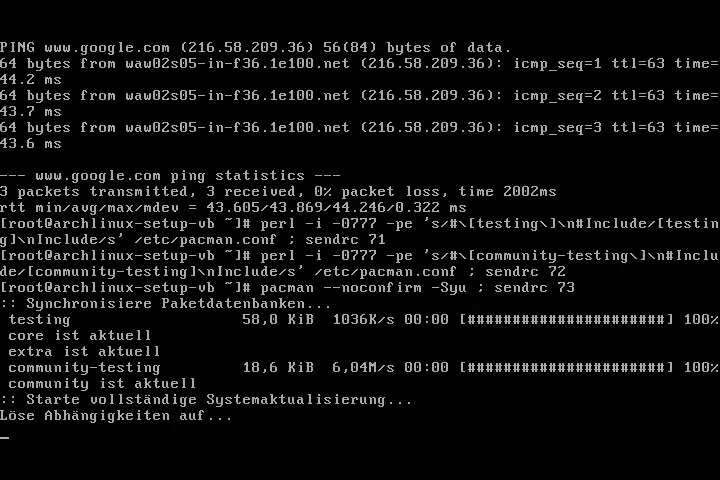 PING www.google.com (216.58.209.36) 56(84) bytes of data.
64 bytes from waw02s05-in-f36.1e100.net (216.58.209.36): icmp_seq=1 ttl=63 time=
44.2 ms
64 bytes from waw02s05-in-f36.1e100.net (216.58.209.36): icmp_seq=2 ttl=63 time=
43.7 ms
64 bytes from waw02s05-in-f36.1e100.net (216.58.209.36): icmp_seq=3 ttl=63 time=
43.6 ms
--- www.google.com ping statistics ---
3 packets transmitted, 3 received, 0% packet loss, time 2002ms
rtt min/avg/max/mdev = 43.605/43.869/44.246/0.322 ms
[root@archlinux-setup-vb ~]# perl -i -0777 -pe 's/#\[testing\]\n#Include/[testin
g]\nInclude/s' /etc/pacman.conf ; sendrc 71
[root@archlinux-setup-vb ~]# perl -i -0777 -pe 's/#\[community-testing\]\n#Inclu
de/[community-testing]\nInclude/s' /etc/pacman.conf ; sendrc 72
[root@archlinux-setup-vb ~]# pacman --noconfirm -Syu ; sendrc 73
:: Synchronisiere Paketdatenbanken...
testing 58,0 KiB 1036K/s 00:00 [######################] 100%
core ist aktuell
extra ist aktuell
community-testing 18,6 KiB 6,04M/s 00:00 [######################] 100%
community ist aktuell
:: Starte vollständige Systemaktualisierung...
Löse Abhängigkeiten auf...
_